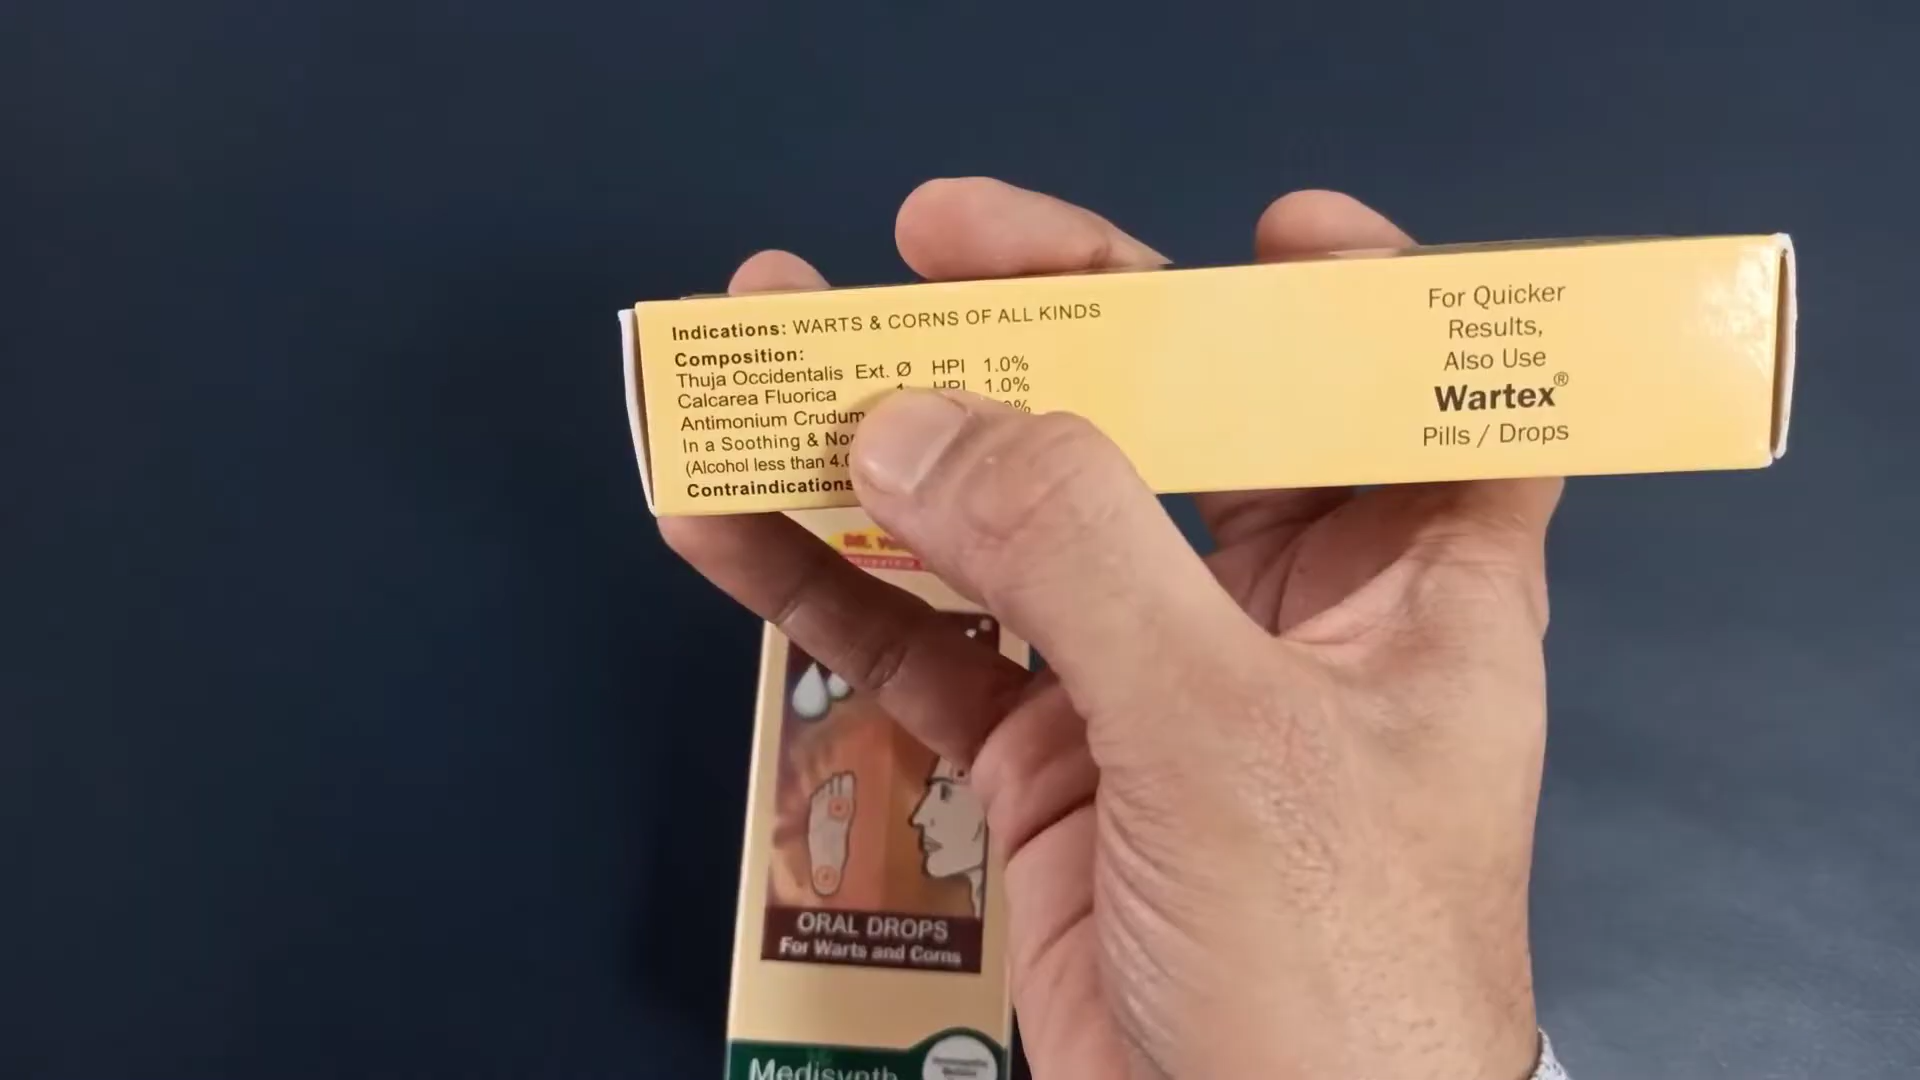 Indications: WARTS & CORNS OF ALL KINDS
Composition:
Thuja Occidentalis Ext. Ø HPI 1.0%
Calcarea Fluorica HPI 1.0%
Antimonium Crudum
In a Soothing &
(Alcohol less than
Contraindications
For Quicker
Results,
Also Use
Wartex®
Pills / Drops
ORAL DROPS
For Warts and Corns
Medisynth